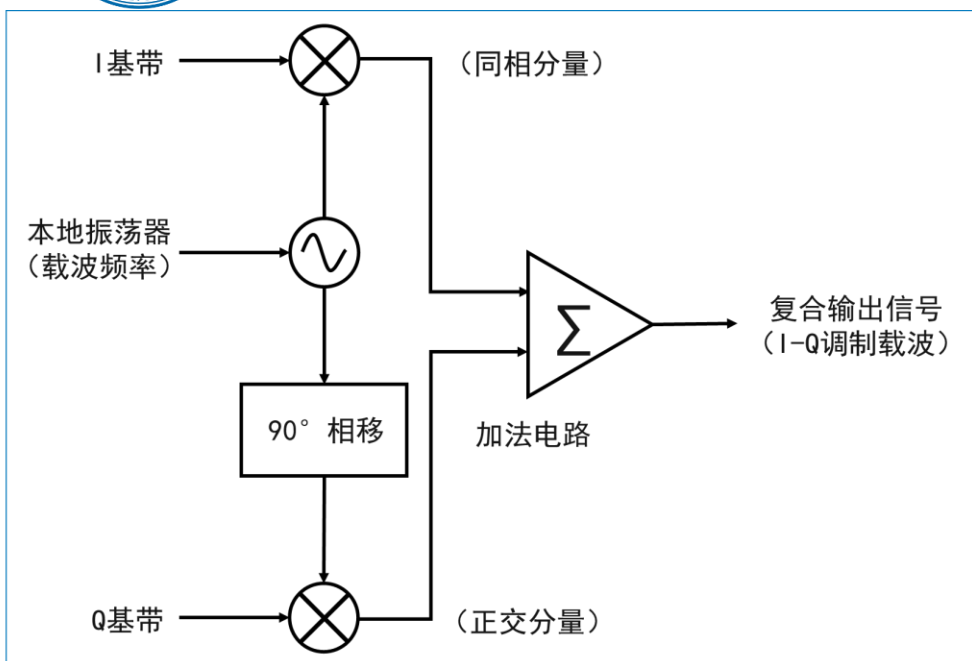 I基带
（同相分量）
本地振荡器
（载波频率）
Σ
复合输出信号
（I-Q调制载波）
90° 相移
加法电路
Q基带
（正交分量）